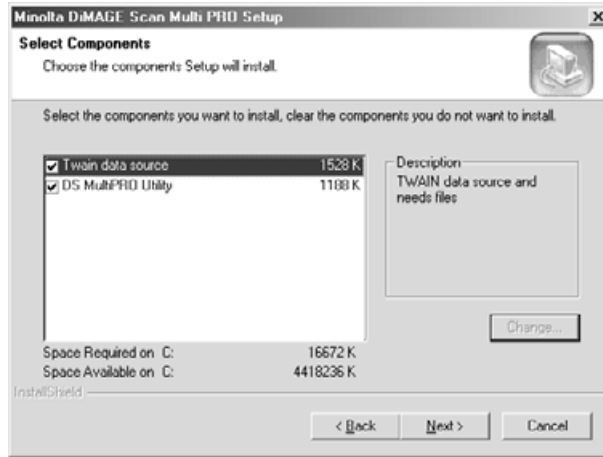 Minolta DiMAGE Scan Multi PRO Setup
Select Components
Choose the components Setup will install.
Select the components you want to install, clear the components you do not want to install.
Twain data source 1528 K
DS MultiPRO Utility 1188 K
Description
TWAIN data source and
needs files
Change...
Space Required on C: 16672 K
Space Available on C: 4418236 K
InstallShield
< Back Next > Cancel